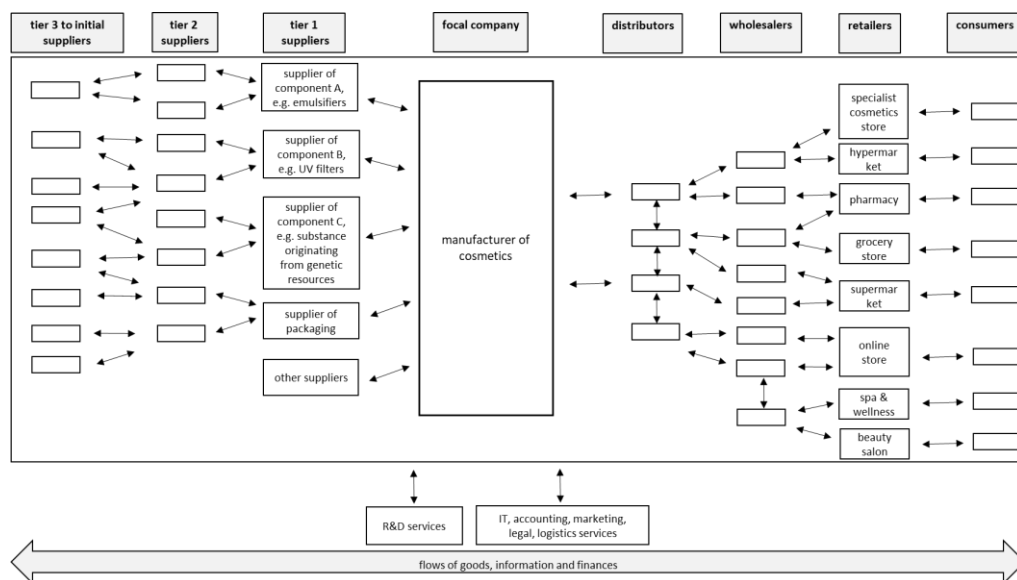 tier 3 to initial
suppliers
tier 2
suppliers
tier 1
suppliers
focal company
distributors
wholesalers
retailers
consumers
supplier of
component A,
e.g. emulsifiers
supplier of
component B,
e.g. UV filters
supplier of
component C,
e.g. substance
originating
from genetic
resources
supplier of
packaging
other suppliers
manufacturer of
cosmetics
specialist
cosmetics
store
hypermar
ket
pharmacy
grocery
store
supermar
ket
online
store
spa &
wellness
beauty
salon
R&D services
IT, accounting, marketing,
legal, logistics services
flows of goods, information and finances